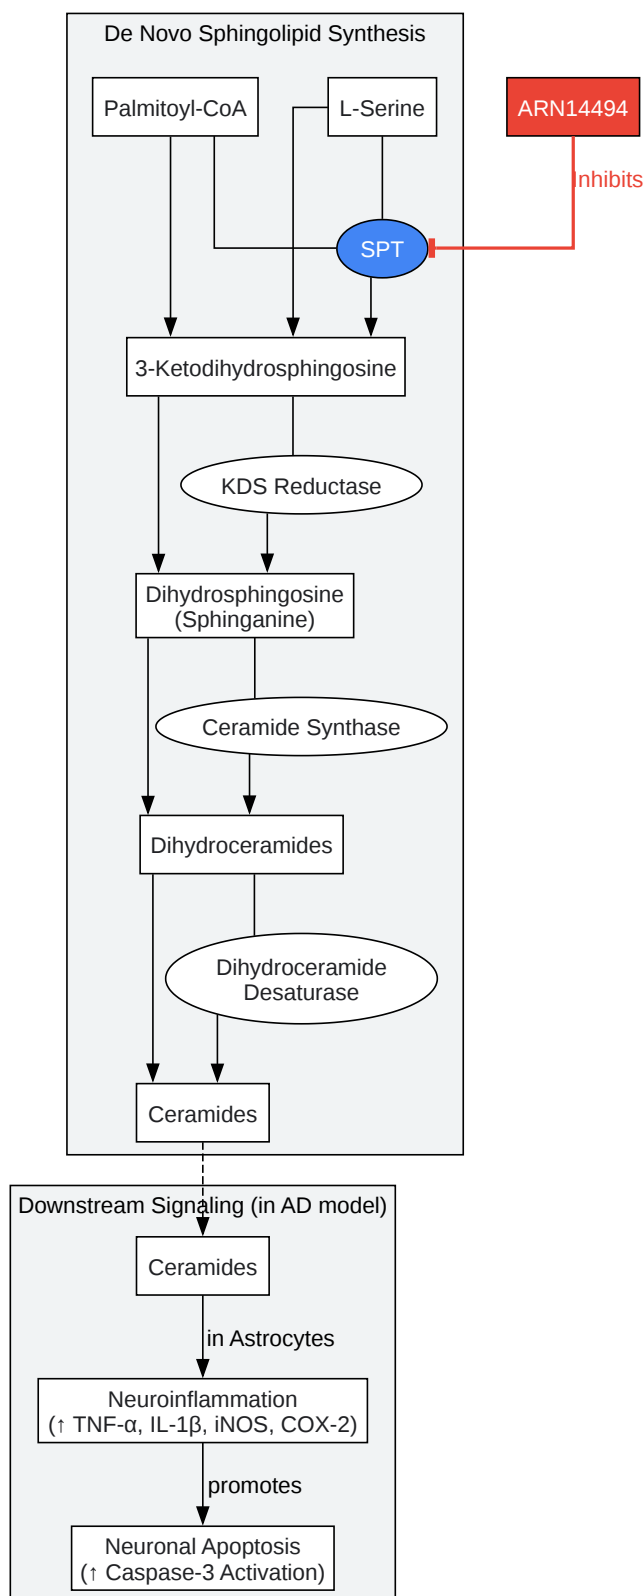 De Novo Sphingolipid Synthesis
Palmitoyl-CoA
L-Serine
ARN14494
Inhibits
SPT
3-Ketodihydrosphingosine
KDS Reductase
Dihydrosphingosine
(Sphinganine)
Ceramide Synthase
Dihydroceramides
Dihydroceramide
Desaturase
Ceramides
Downstream Signaling (in AD model)
Ceramides
in Astrocytes
Neuroinflammation
(↑ TNF-α, IL-1β, iNOS, COX-2)
promotes
Neuronal Apoptosis
(↑ Caspase-3 Activation)